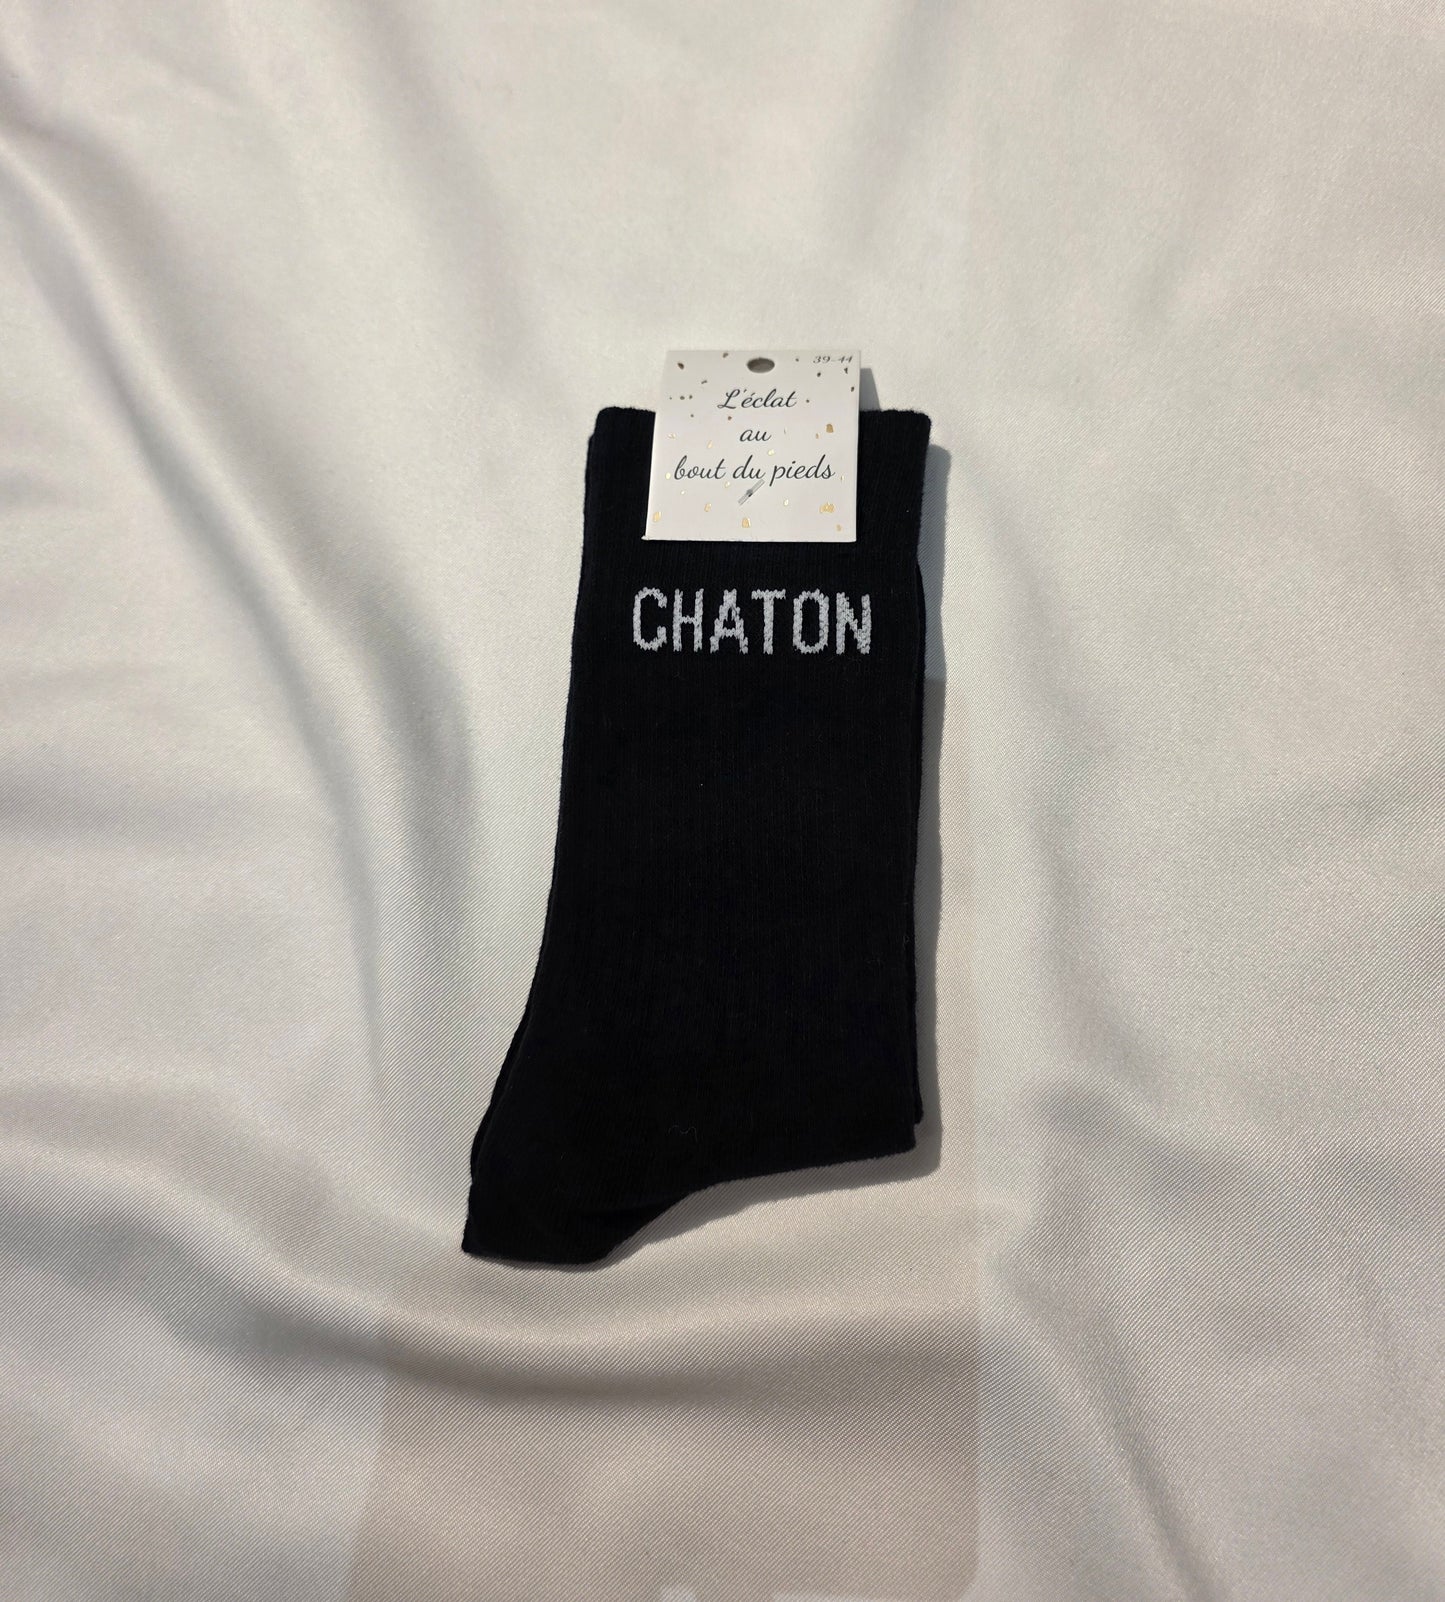 39-44
L'éclat
au
bout du pieds
CHATON